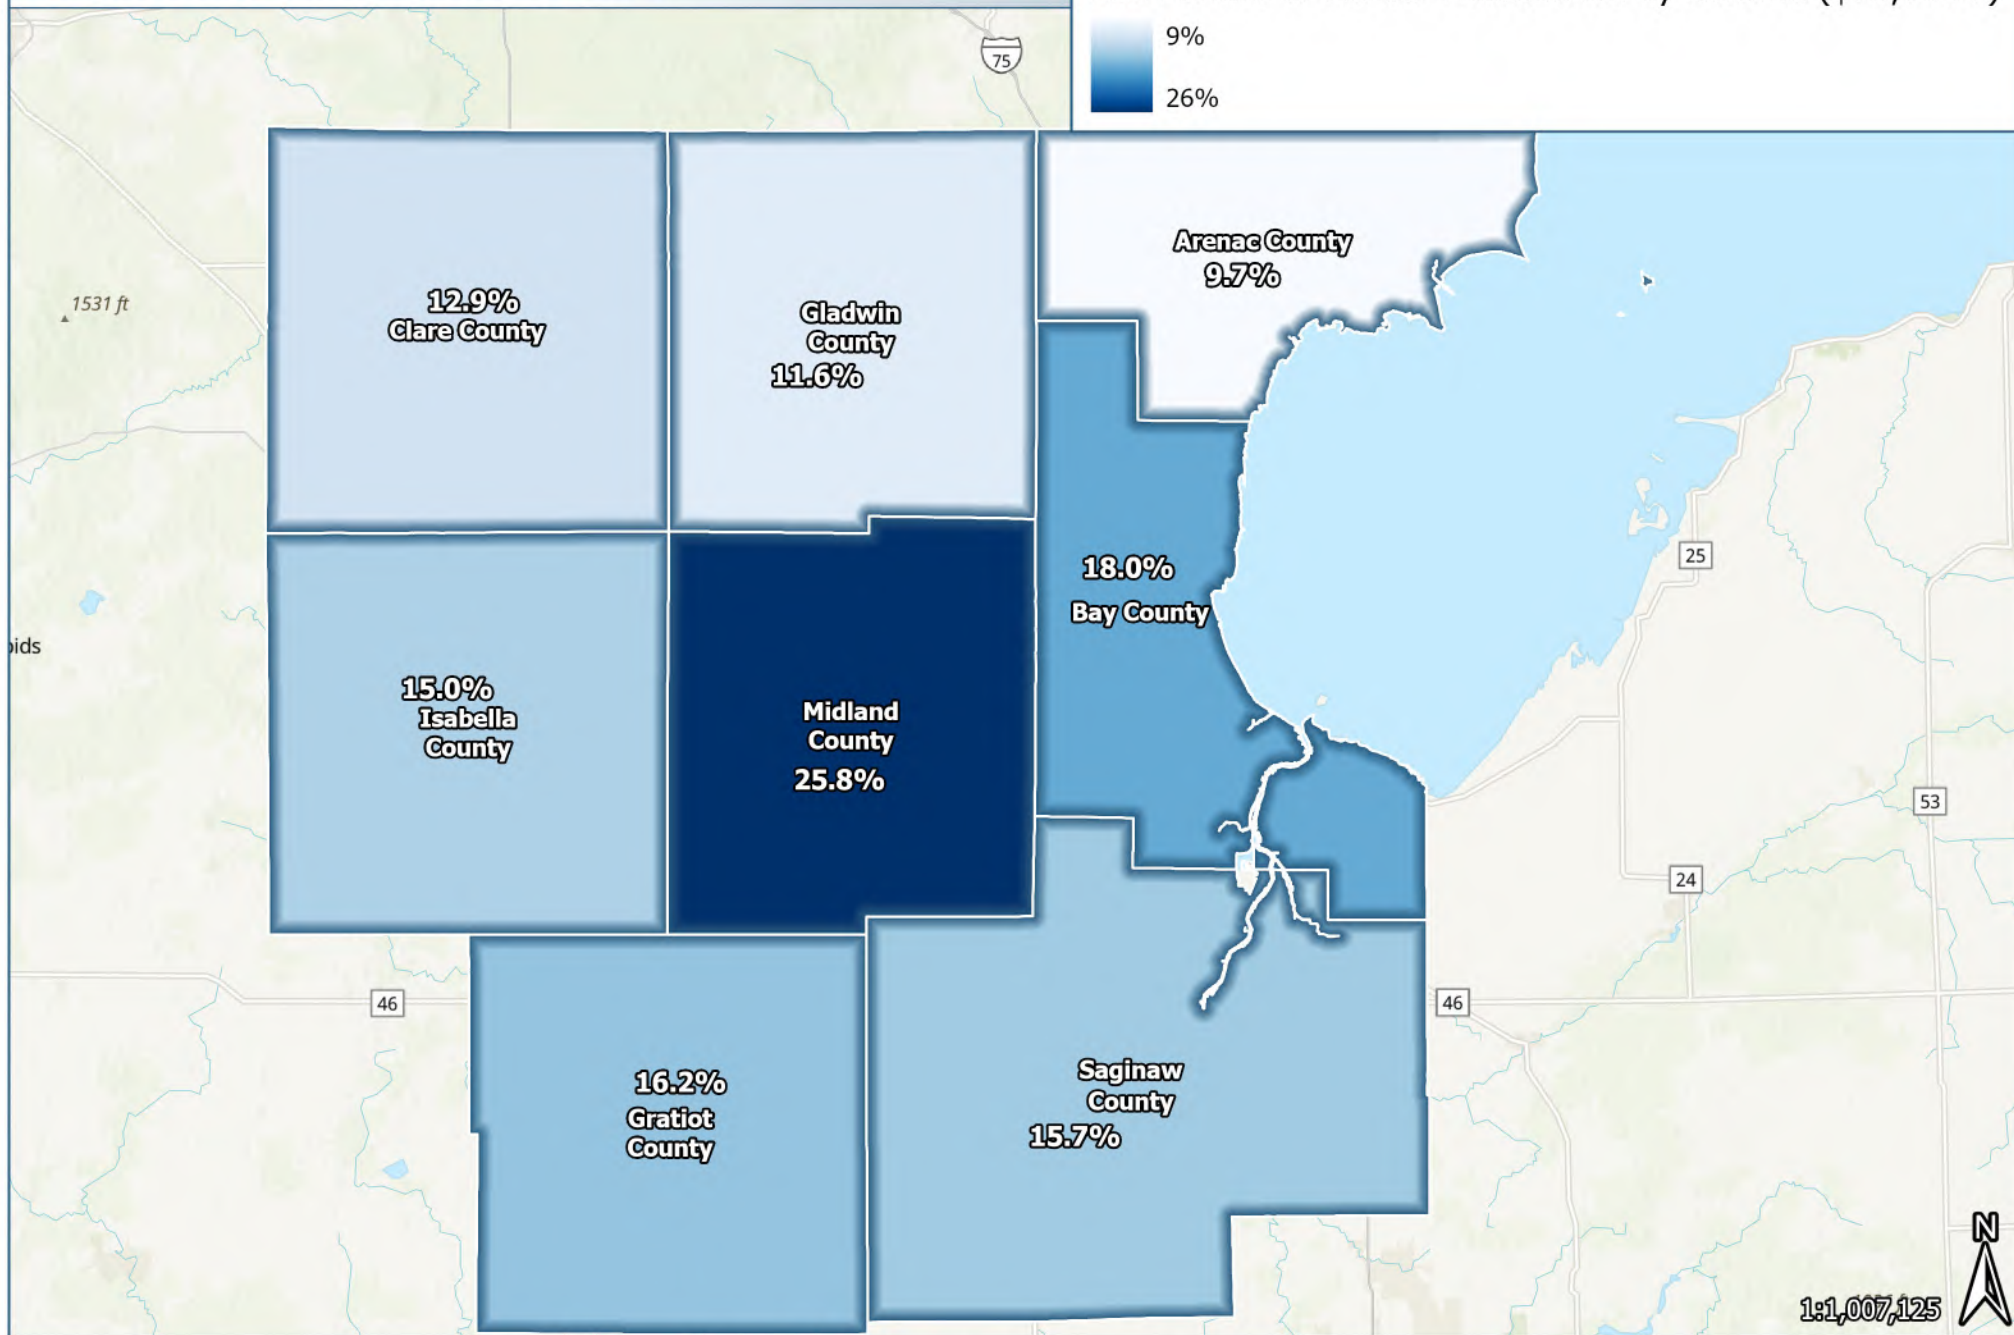 75
9%
26%
Arenac County
9.7%
1531 ft
12.9%
Clare County
Gladwin
County
11.6%
18.0%
Bay County
25
15.0%
Isabella
County
Midland
County
25.8%
53
24
46
46
16.2%
Gratiot
County
Saginaw
County
15.7%
N
1:1,007,125